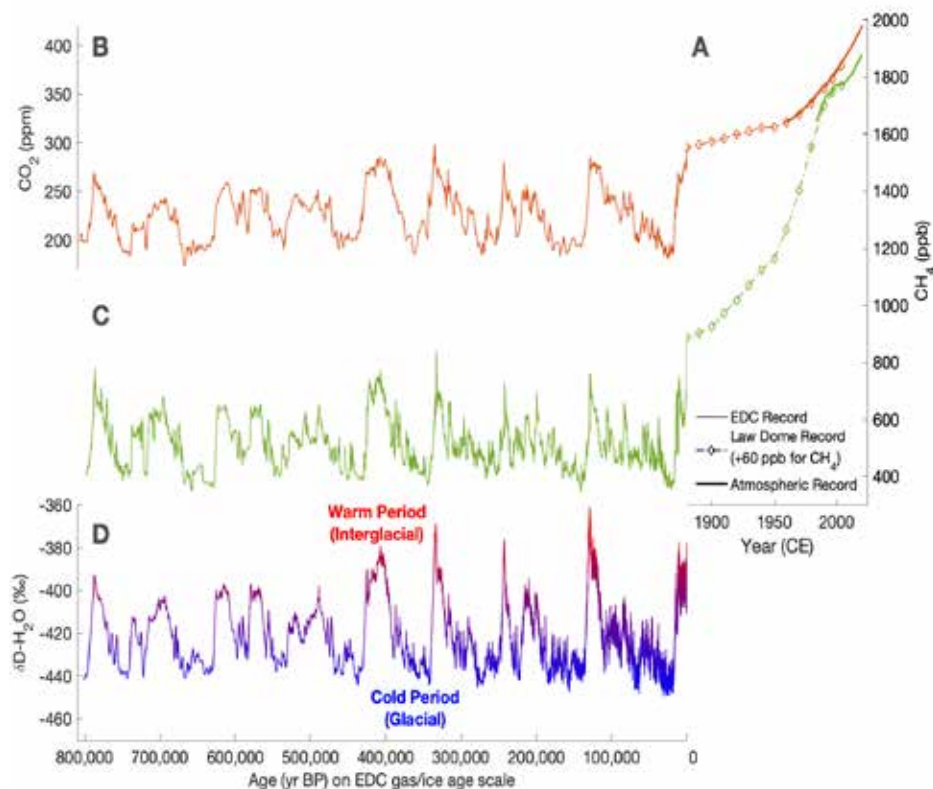 B
A
CO2 (ppm)
400
350
300
250
200
2000
1800
1600
1400
1200
1000
800
600
400
CH4 (ppb)
C
EDC Record
Law Dome Record
(+60 ppb for CH4)
Atmospheric Record
1900
1950
2000
Year (CE)
D
Warm Period
(Interglacial)
Cold Period
(Glacial)
δD-H2O (‰)
-360
-380
-400
-420
-440
-460
800,000 700,000 600,000 500,000 400,000 300,000 200,000 100,000 0
Age (yr BP) on EDC gas/ice age scale